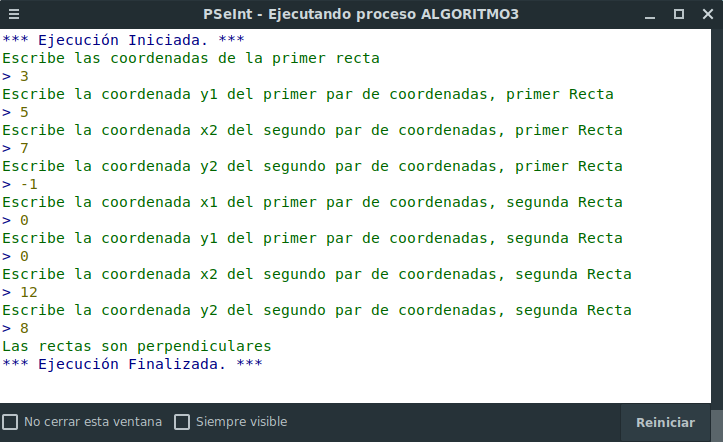 PSeInt - Ejecutando proceso ALGORITMO3
*** Ejecución Iniciada. ***
Escribe las coordenadas de la primer recta
> 3
Escribe la coordenada y1 del primer par de coordenadas, primer Recta
> 5
Escribe la coordenada x2 del segundo par de coordenadas, primer Recta
> 7
Escribe la coordenada y2 del segundo par de coordenadas, primer Recta
> -1
Escribe la coordenada x1 del primer par de coordenadas, segunda Recta
> 0
Escribe la coordenada y1 del primer par de coordenadas, segunda Recta
> 0
Escribe la coordenada x2 del segundo par de coordenadas, segunda Recta
> 12
Escribe la coordenada y2 del segundo par de coordenadas, segunda Recta
> 8
Las rectas son perpendiculares
*** Ejecución Finalizada. ***
No cerrar esta ventana Siempre visible Reiniciar